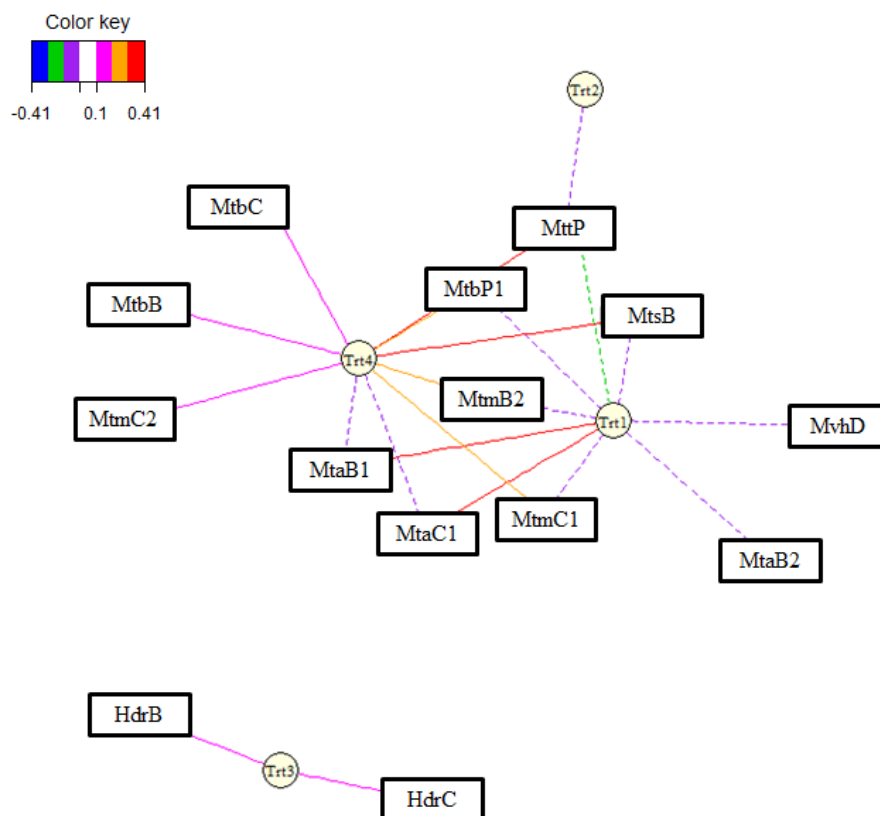 Color key
-0.41 0.1 0.41
Trt2
MtbC
MttP
MtbP1
MtbB
MtsB
Trt4
MtmB2
MtmC2
Trt1
MvhD
MtaB1
MtaC1
MtmC1
MtaB2
HdrB
Trt3
HdrC